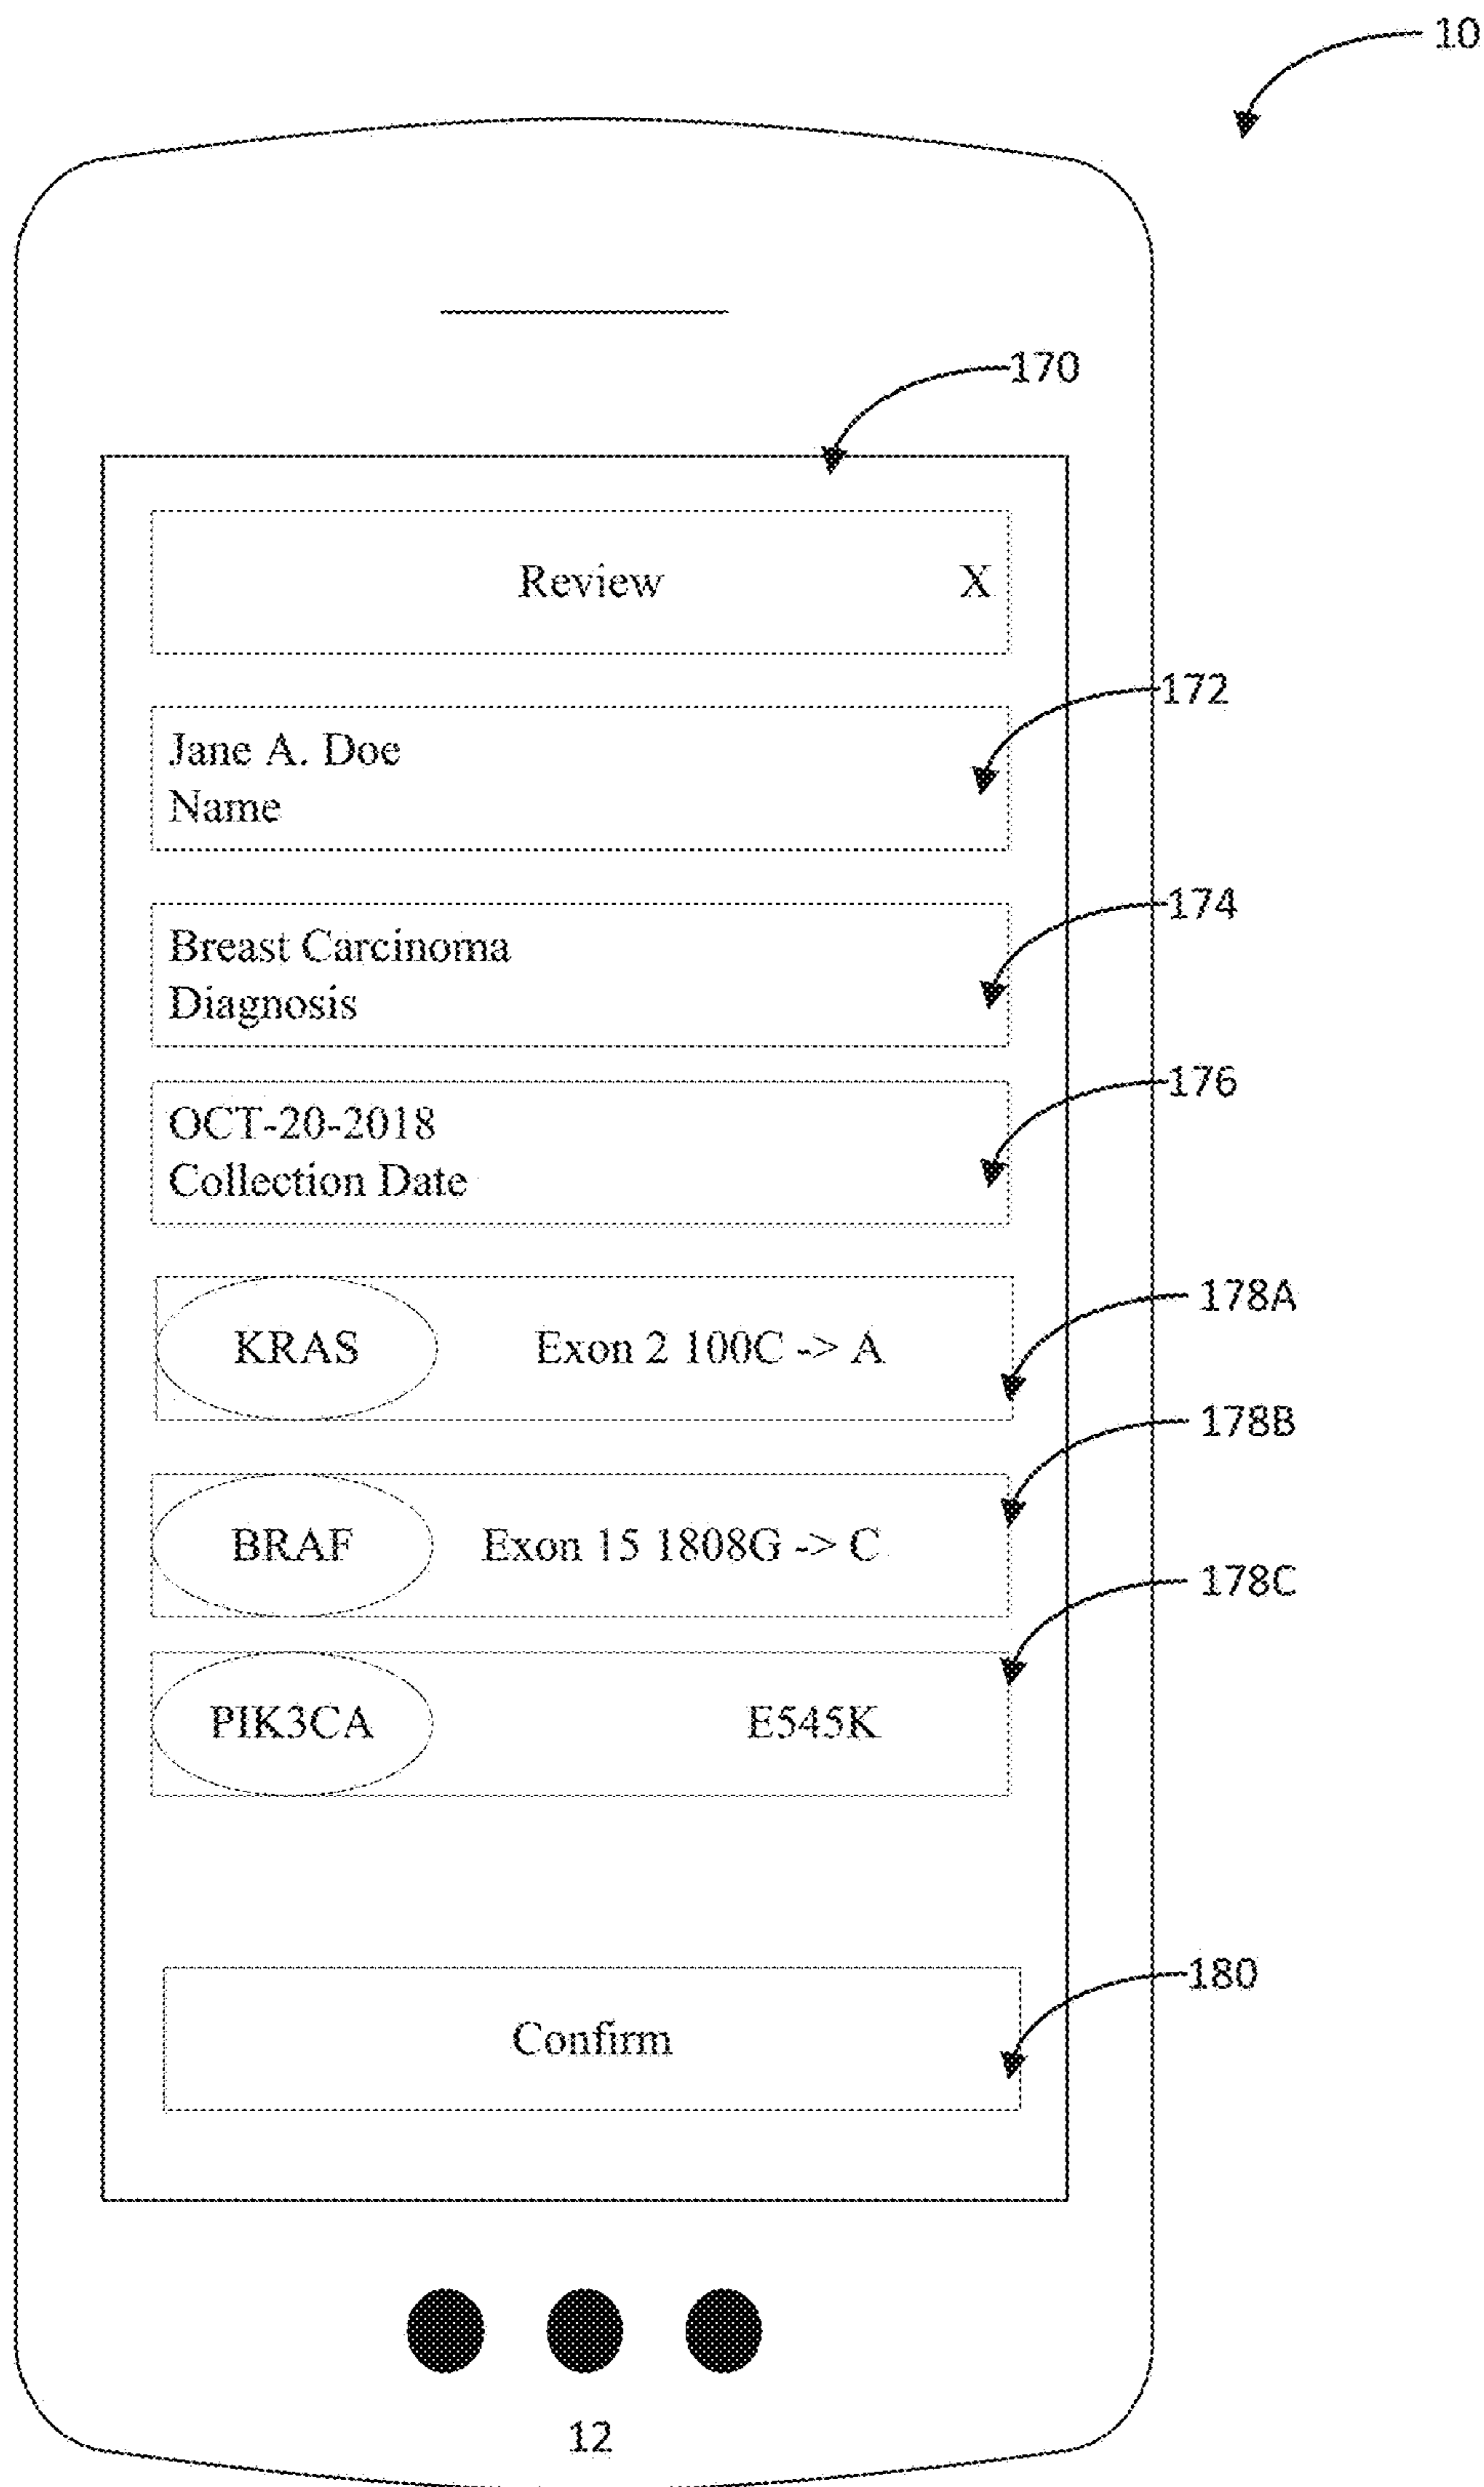 10
170
Review X
172
Jane A. Doe
Name
174
Breast Carcinoma
Diagnosis
176
OCT-20-2018
Collection Date
178A
KRAS Exon 2 100C -> A
178B
BRAF Exon 15 1808G -> C
178C
PIK3CA E545K
180
Confirm
12